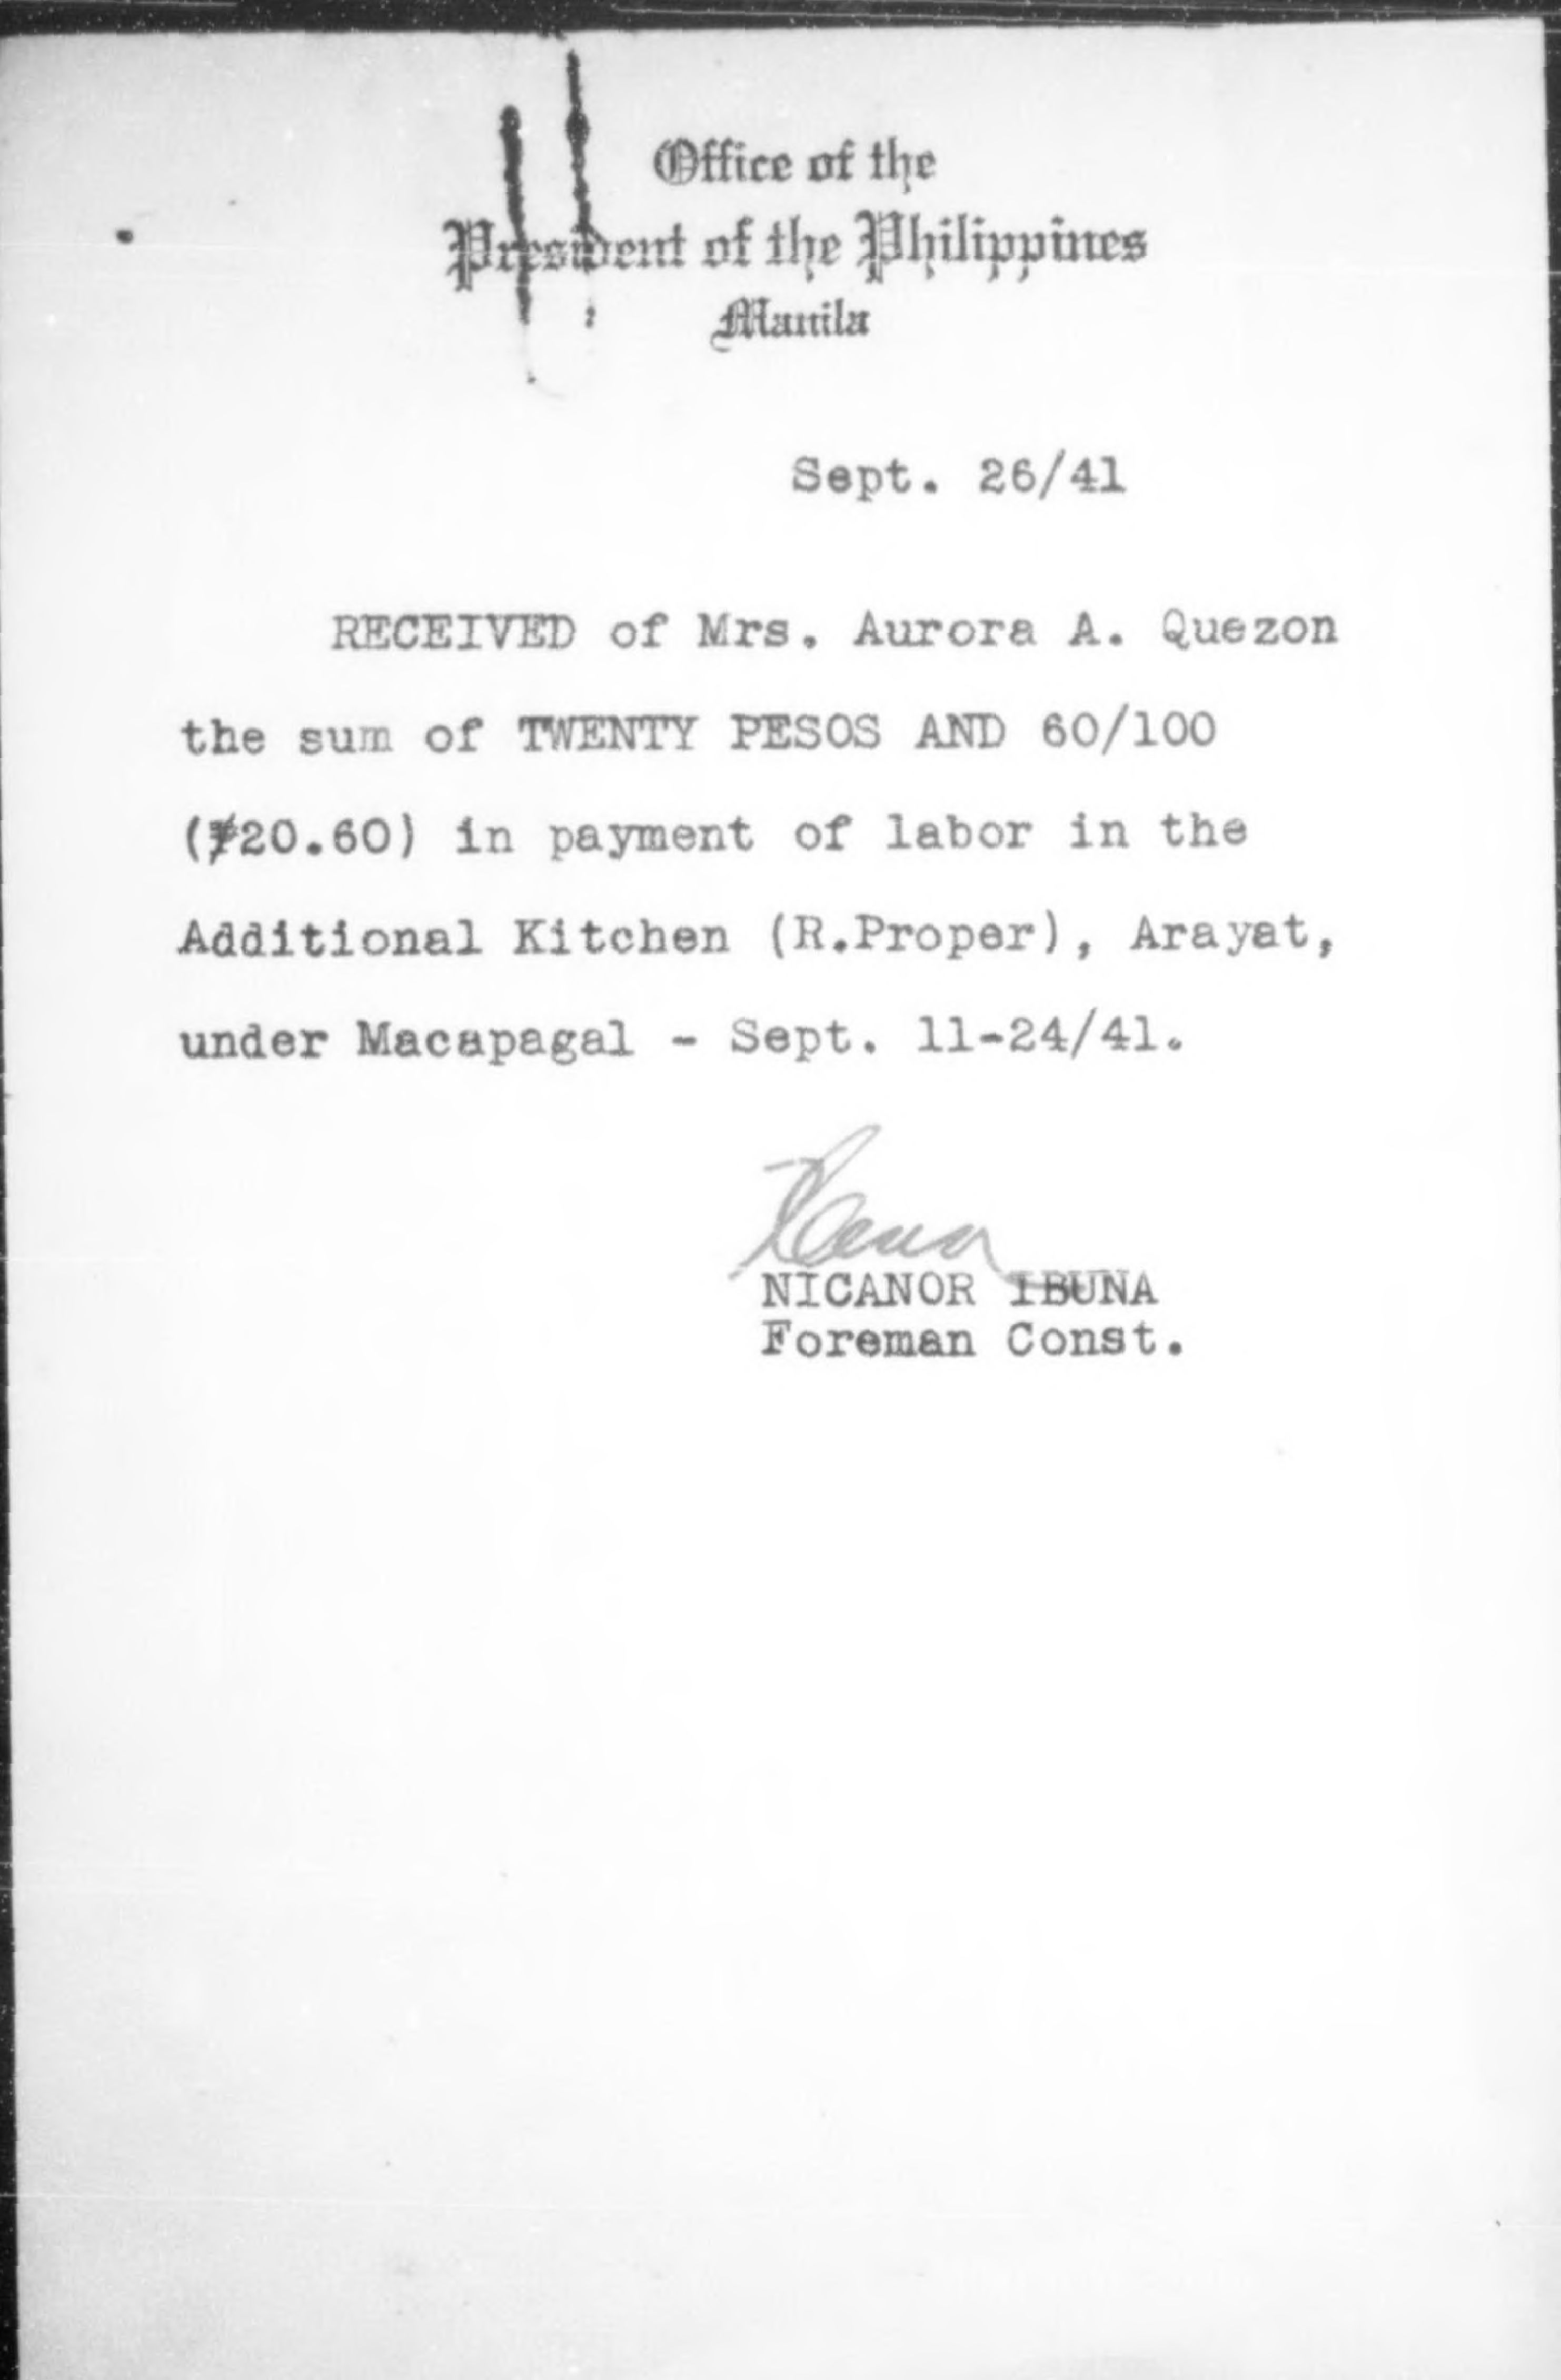 Office of the
President of the Philippines
Manila
Sept. 26/41
RECEIVED of Mrs. Aurora A. Quezon
the sum of TWENTY PESOS AND 60/100
(₱20.60) in payment of labor in the
Additional Kitchen (R.Proper), Arayat,
under Macapagal - Sept. 11-24/41.
NICANOR IBUNA
Foreman Const.